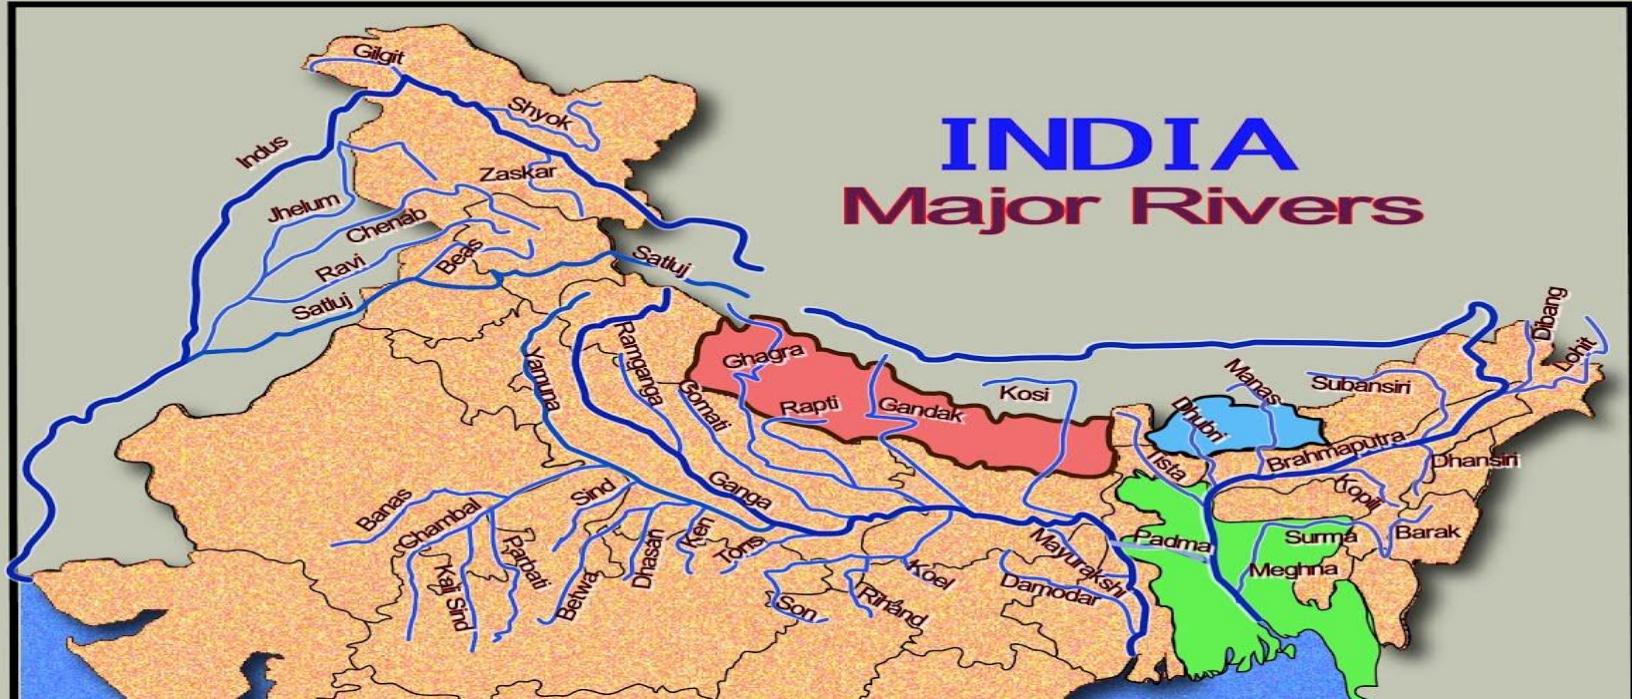 Gilgit
Shyok
INDIA
Indus
Zaskar
Major Rivers
Jhelum
Chenab
Ravi
Beas
Satluj
Satluj
Dibang
Lohit
Yamuna
Ramganga
Ghagra
Gomati
Rapti
Gandak
Kosi
Manas
Dhubri
Subansiri
Tista
Brahmaputra
Dhansiri
Kopili
Ganga
Banas
Chambal
Sind
Ken
Tons
Dhasan
Betwa
Parbati
Kali Sind
Son
Rihand
Koel
Mayurakshi
Damodar
Padma
Surma
Barak
Meghna